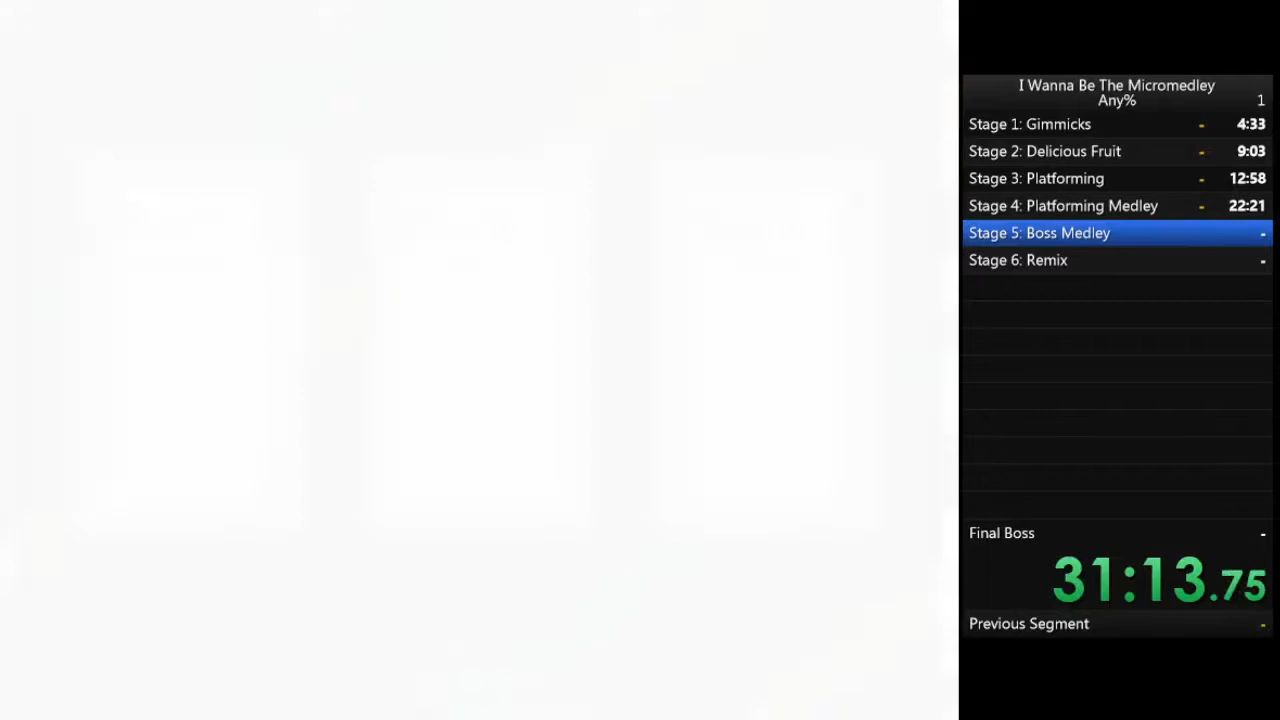 I Wanna Be The Micromedley
Any% 1
Stage 1: Gimmicks - 4:33
Stage 2: Delicious Fruit - 9:03
Stage 3: Platforming - 12:58
Stage 4: Platforming Medley - 22:21
Stage 5: Boss Medley -
Stage 6: Remix -
Final Boss -
31:13.75
Previous Segment -